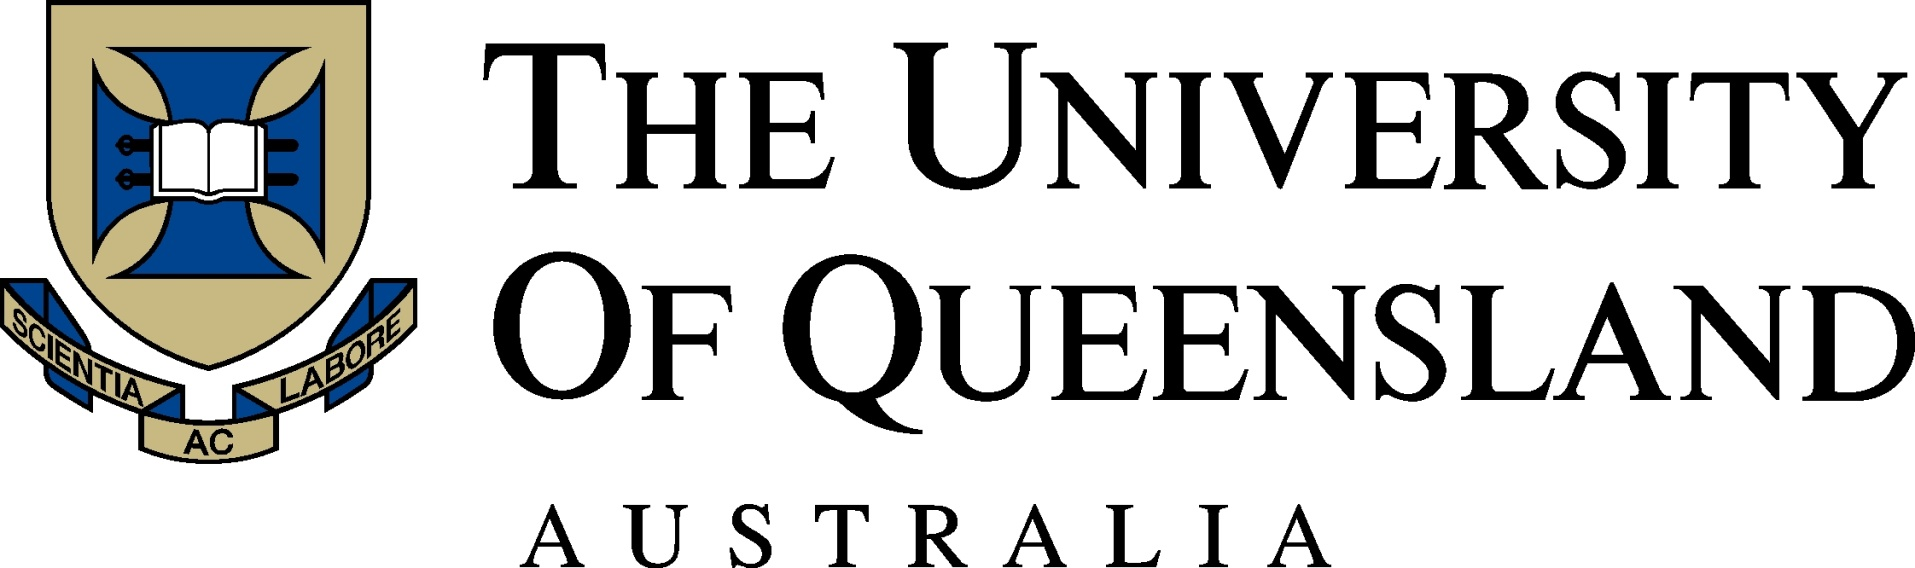 THE UNIVERSITY
OF QUEENSLAND
AUSTRALIA
SCIENTIA AC LABORE